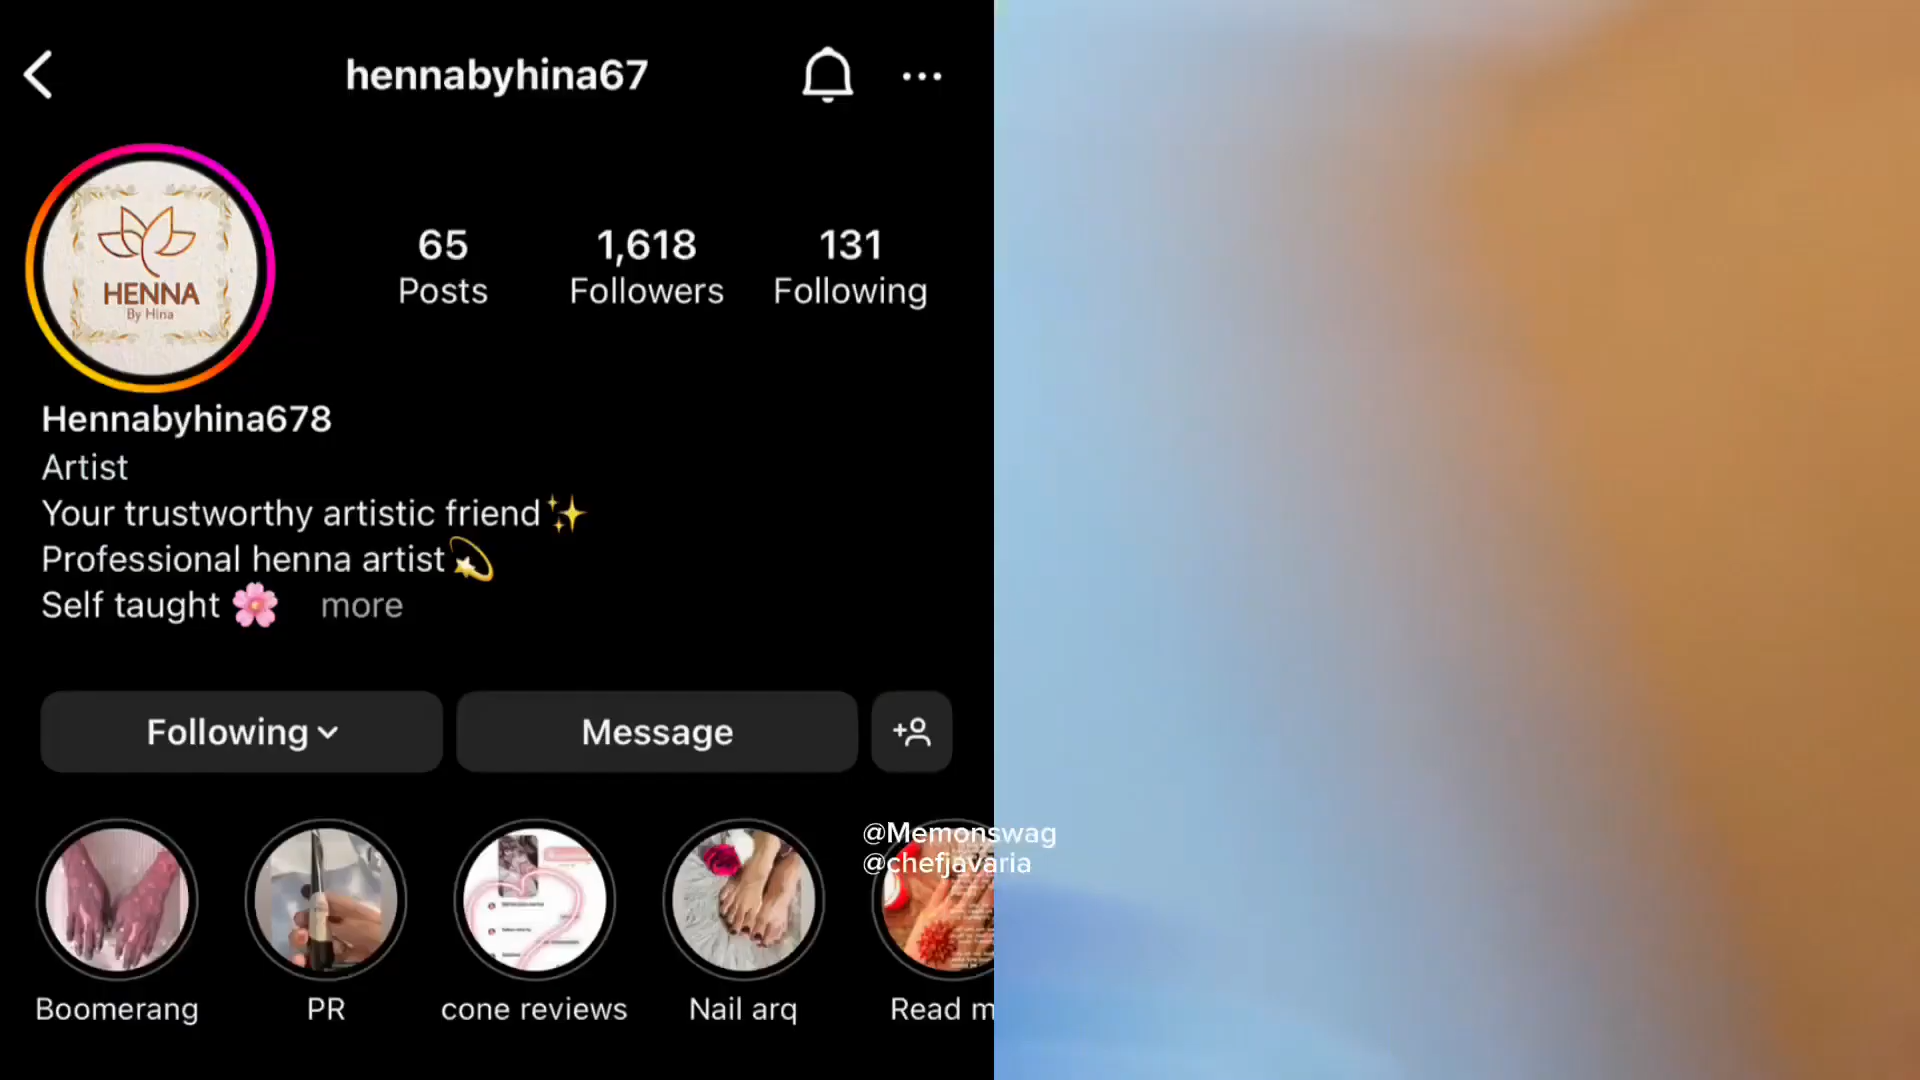 hennabyhina67
HENNA
By Hina
65
Posts
1,618
Followers
131
Following
Hennabyhina678
Artist
Your trustworthy artistic friend✨
Professional henna artist💫
Self taught 🌸 more
Following
Message
@Memonswag
@chefjavaria
Boomerang
PR
cone reviews
Nail arq
Read m